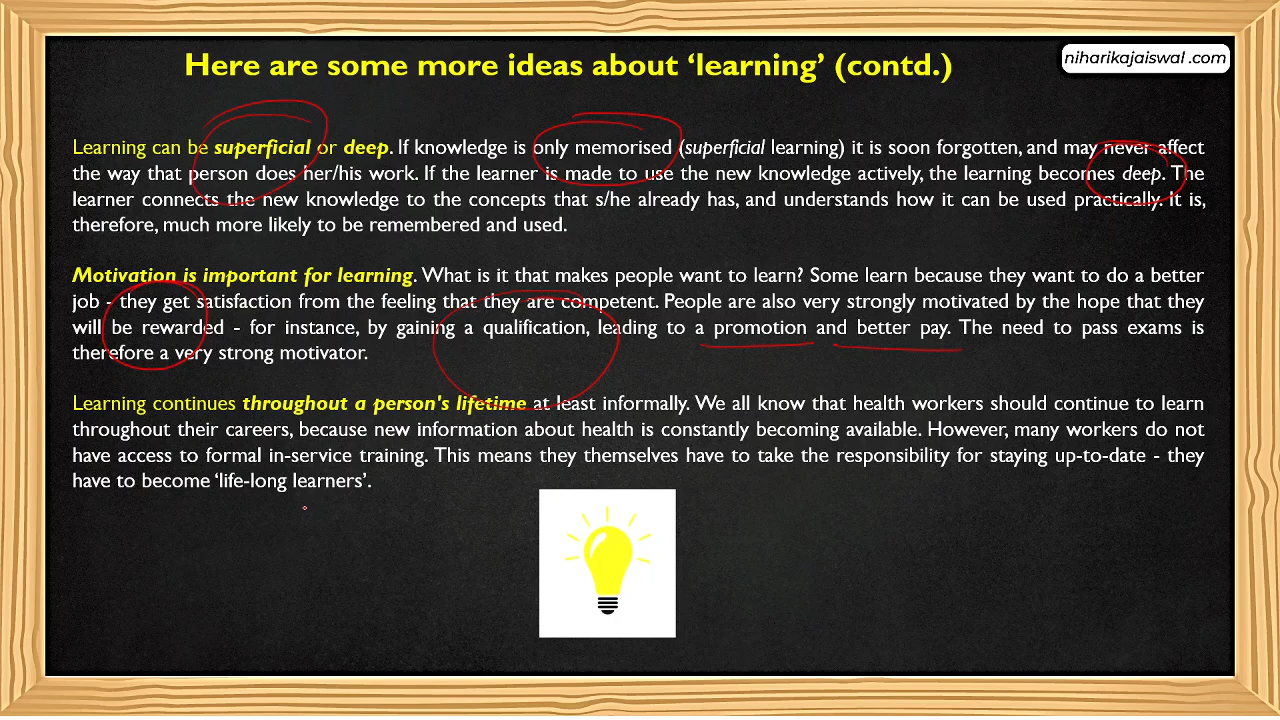 Here are some more ideas about ‘learning’ (contd.)
niharikajaiswal .com
Learning can be superficial or deep. If knowledge is only memorised (superficial learning) it is soon forgotten, and may never affect
the way that person does her/his work. If the learner is made to use the new knowledge actively, the learning becomes deep. The
learner connects the new knowledge to the concepts that s/he already has, and understands how it can be used practically. It is,
therefore, much more likely to be remembered and used.
Motivation is important for learning. What is it that makes people want to learn? Some learn because they want to do a better
job - they get satisfaction from the feeling that they are competent. People are also very strongly motivated by the hope that they
will be rewarded - for instance, by gaining a qualification, leading to a promotion and better pay. The need to pass exams is
therefore a very strong motivator.
Learning continues throughout a person's lifetime at least informally. We all know that health workers should continue to learn
throughout their careers, because new information about health is constantly becoming available. However, many workers do not
have access to formal in-service training. This means they themselves have to take the responsibility for staying up-to-date - they
have to become ‘life-long learners’.